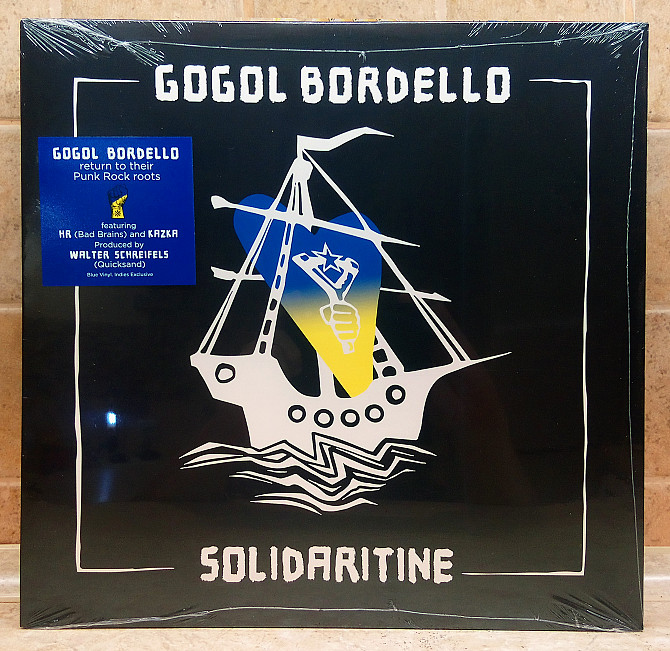 GOGOL BORDELLO
GOGOL BORDELLO
return to their
Punk Rock roots
featuring
HR (Bad Brains) and KAZKA
Produced by
WALTER SCHREIFELS
(Quicksand)
Blue Vinyl, Indies Exclusive
SOLIDARITINE